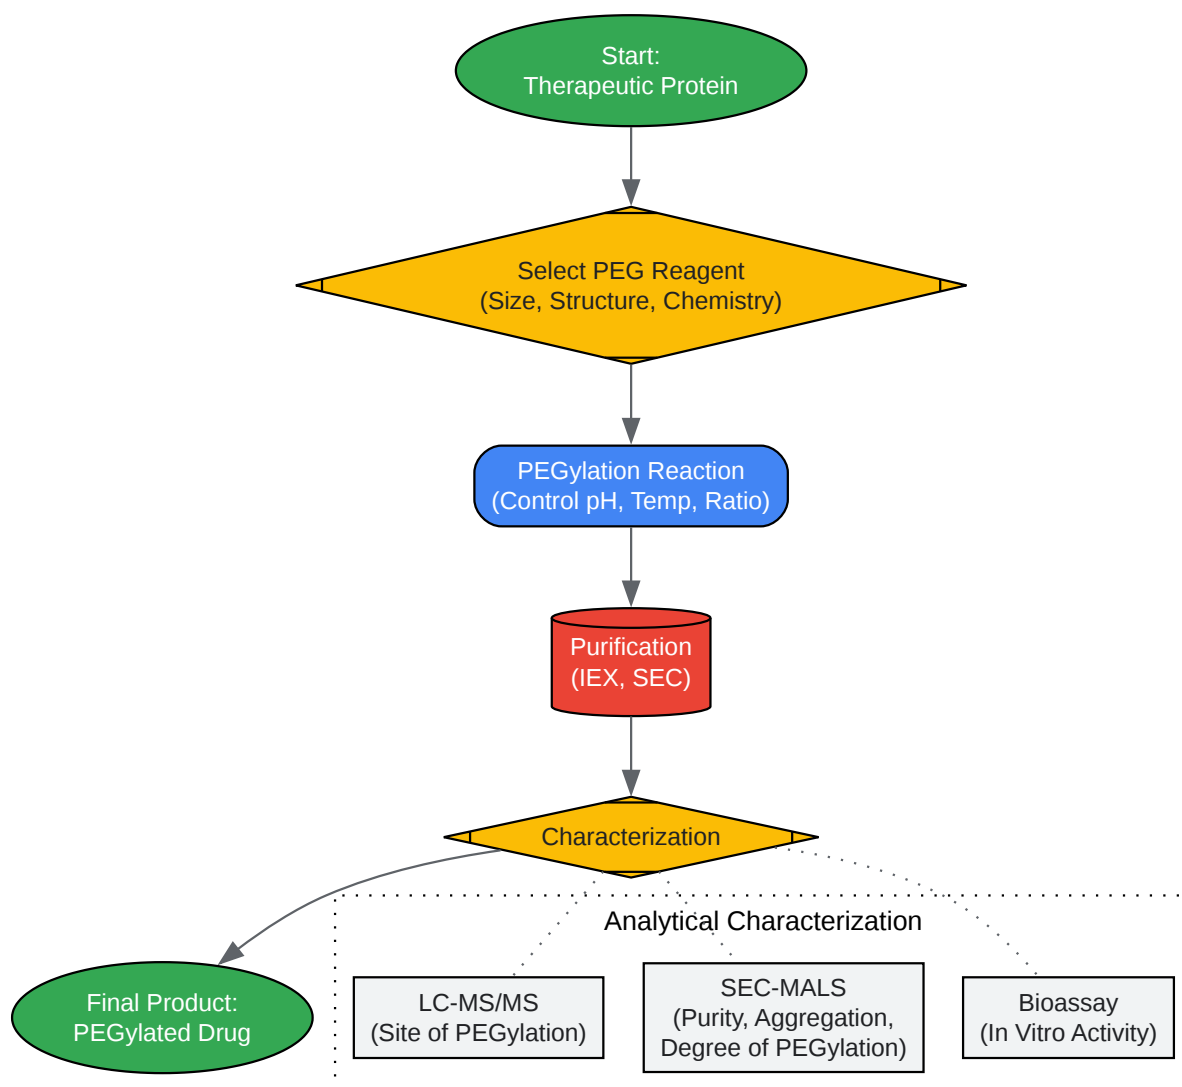 Start:
Therapeutic Protein
Select PEG Reagent
(Size, Structure, Chemistry)
PEGylation Reaction
(Control pH, Temp, Ratio)
Purification
(IEX, SEC)
Characterization
Analytical Characterization
Final Product:
PEGylated Drug
LC-MS/MS
(Site of PEGylation)
SEC-MALS
(Purity, Aggregation,
Degree of PEGylation)
Bioassay
(In Vitro Activity)